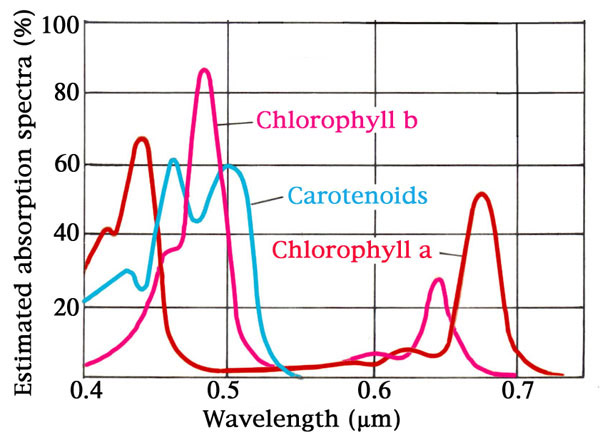 Estimated absorption spectra (%)
100
80
60
40
20
Chlorophyll b
Carotenoids
Chlorophyll a
0.4
0.5
0.6
0.7
Wavelength (μm)